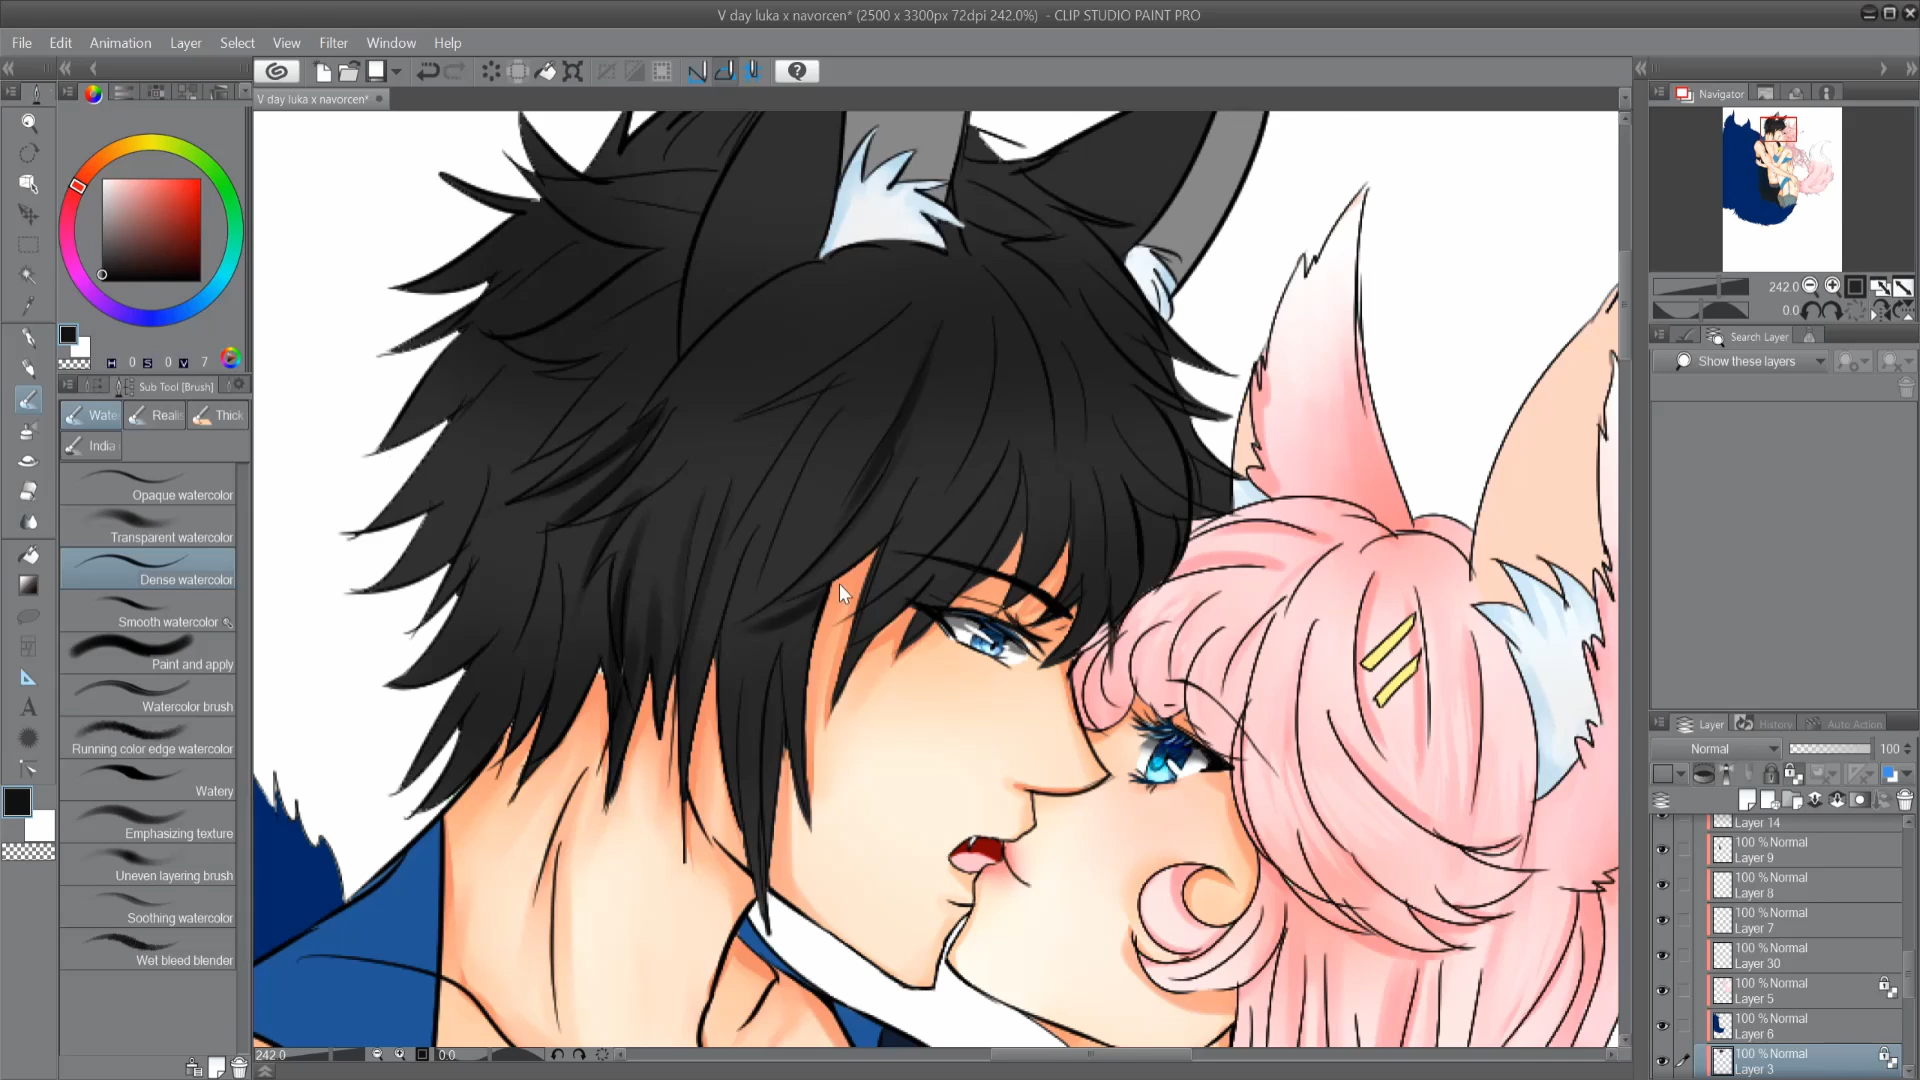 V day luka x navorcen* (2500 x 3300px 72dpi 242.0%) - CLIP STUDIO PAINT PRO
File Edit Animation Layer Select View Filter Window Help
V day luka x navorcen*
Navigator
242.0
0.0
Search Layer
Show these layers
H 0 S 0 V 7
Sub Tool [Brush]
Wate Realis Thick
India
Opaque watercolor
Transparent watercolor
Dense watercolor
Smooth watercolor
Paint and apply
Watercolor brush
Running color edge watercolor
Watery
Emphasizing texture
Uneven layering brush
Soothing watercolor
Wet bleed blender
Layer History Auto Action
Normal 100
Layer 14
100 % Normal
Layer 9
100 % Normal
Layer 8
100 % Normal
Layer 7
100 % Normal
Layer 30
100 % Normal
Layer 5
100 % Normal
Layer 6
100 % Normal
Layer 3
242.0 0.0